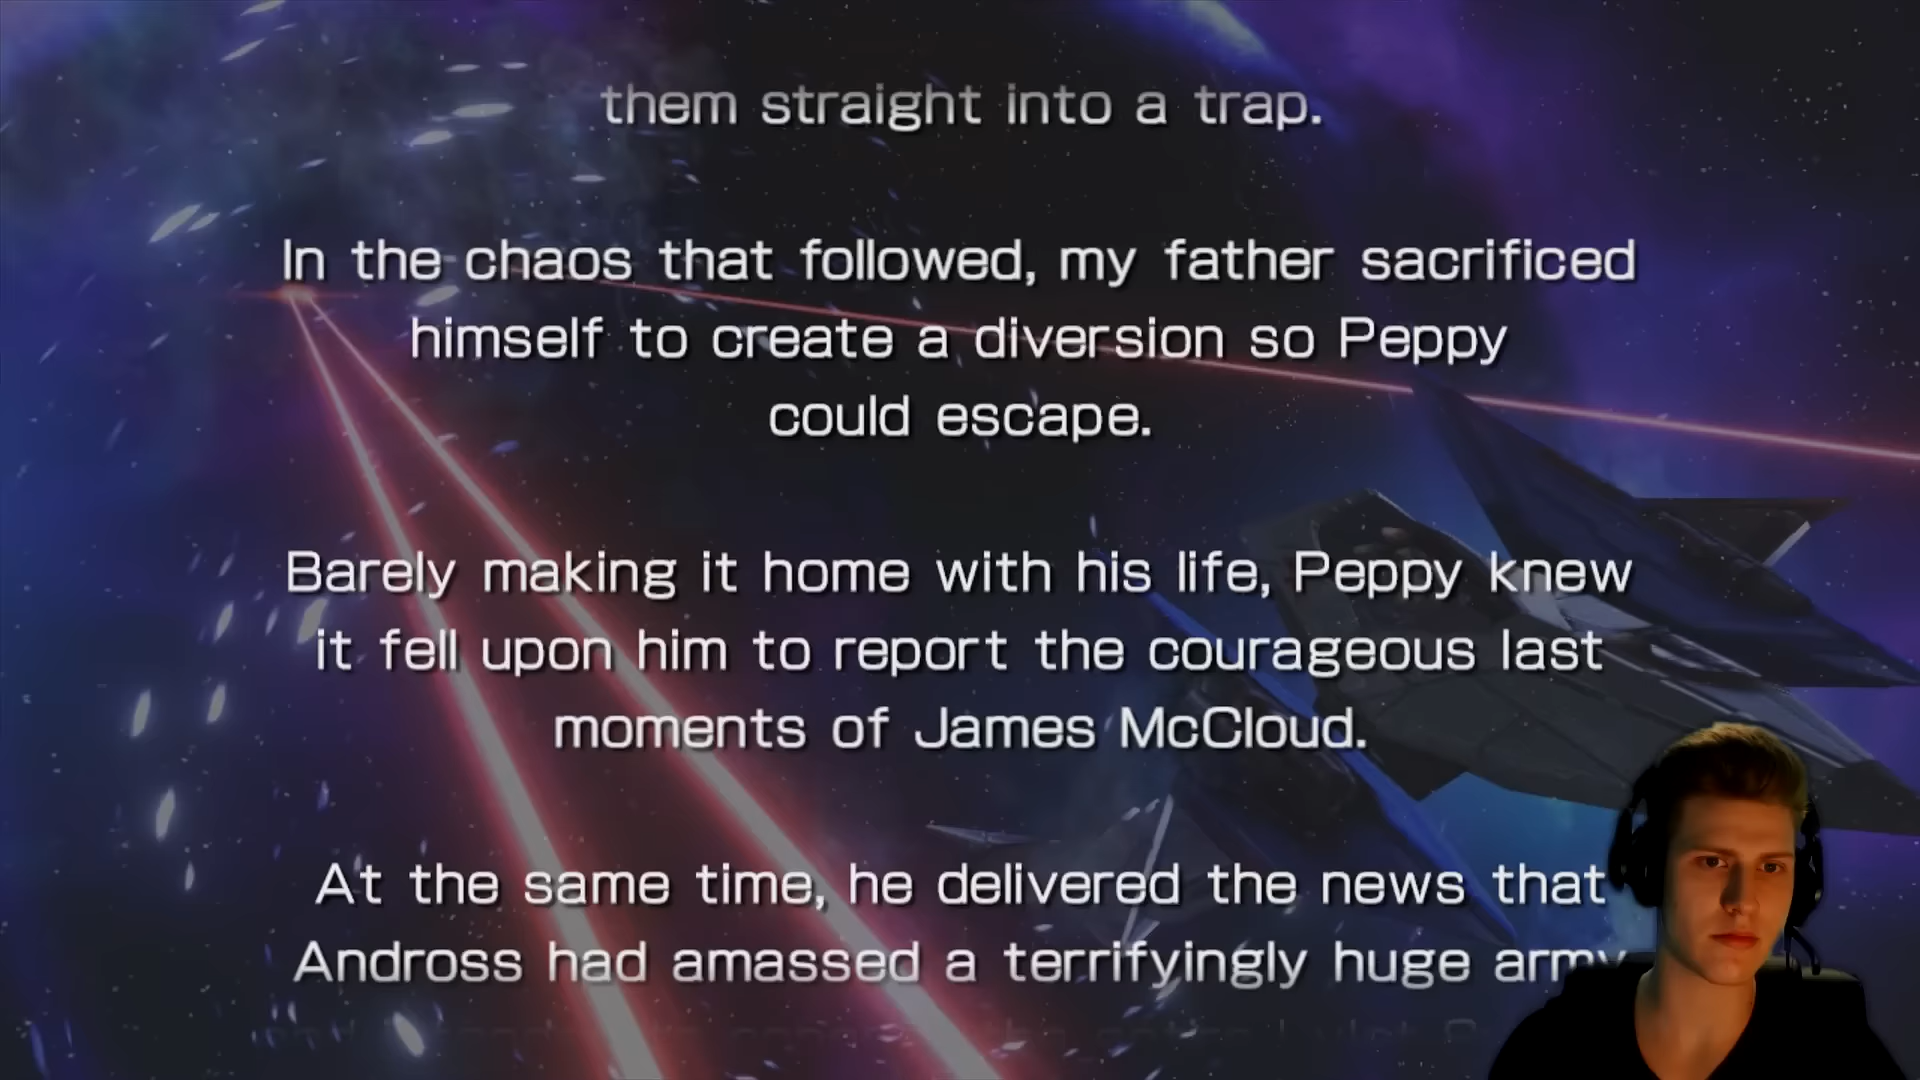 them straight into a trap.
In the chaos that followed, my father sacrificed
himself to create a diversion so Peppy
could escape.
Barely making it home with his life, Peppy knew
it fell upon him to report the courageous last
moments of James McCloud.
At the same time, he delivered the news that
Andross had amassed a terrifyingly huge army